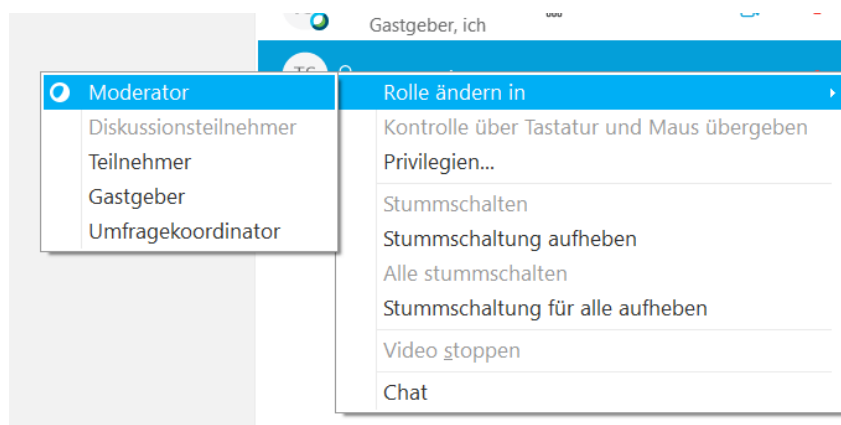 Gastgeber, ich
Moderator
Diskussionsteilnehmer
Teilnehmer
Gastgeber
Umfragekoordinator
Rolle ändern in
Kontrolle über Tastatur und Maus übergeben
Privilegien...
Stummschalten
Stummschaltung aufheben
Alle stummschalten
Stummschaltung für alle aufheben
Video stoppen
Chat